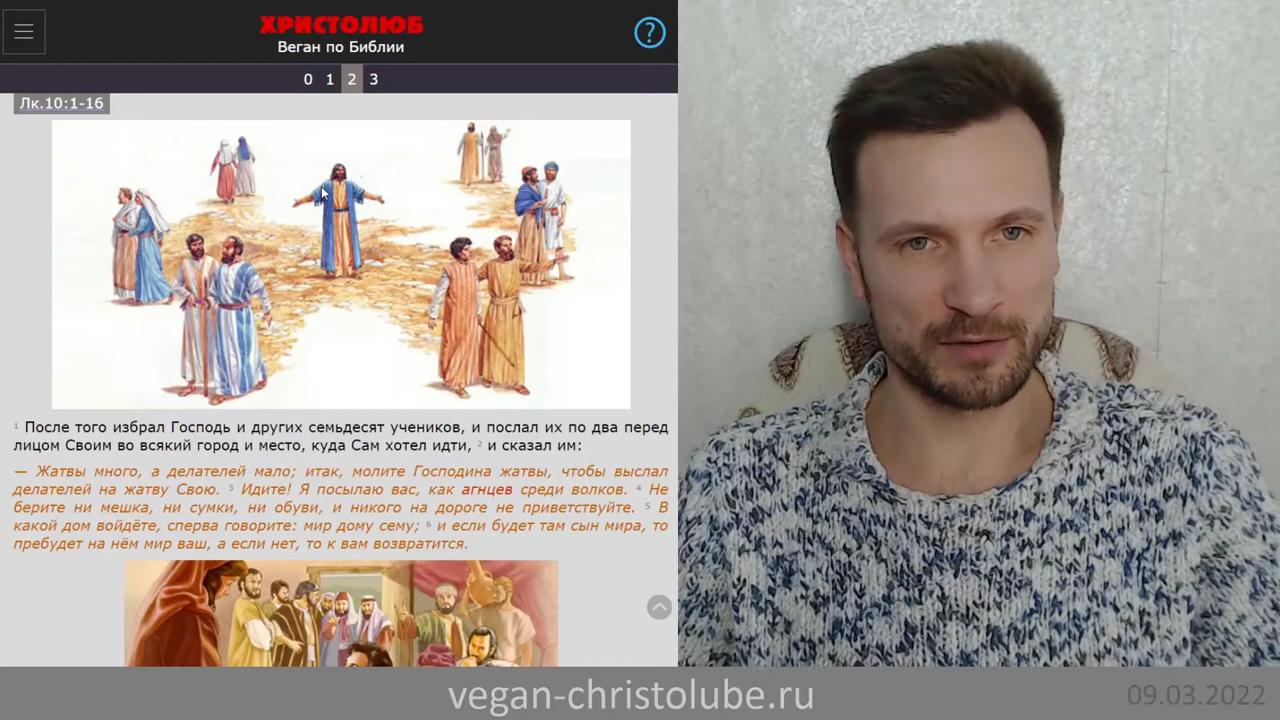 ХРИСТОЛЮБ
Веган по Библии
?
0 1 2 3
Лк.10:1-16
1 После того избрал Господь и других семьдесят учеников, и послал их по два перед
лицом Своим во всякий город и место, куда Сам хотел идти, 2 и сказал им:
— Жатвы много, а делателей мало; итак, молите Господина жатвы, чтобы выслал
делателей на жатву Свою. 3 Идите! Я посылаю вас, как агнцев среди волков. 4 Не
берите ни мешка, ни сумки, ни обуви, и никого на дороге не приветствуйте. 5 В
какой дом войдёте, сперва говорите: мир дому сему; 6 и если будет там сын мира, то
пребудет на нём мир ваш, а если нет, то к вам возвратится.
vegan-christolube.ru
09.03.2022